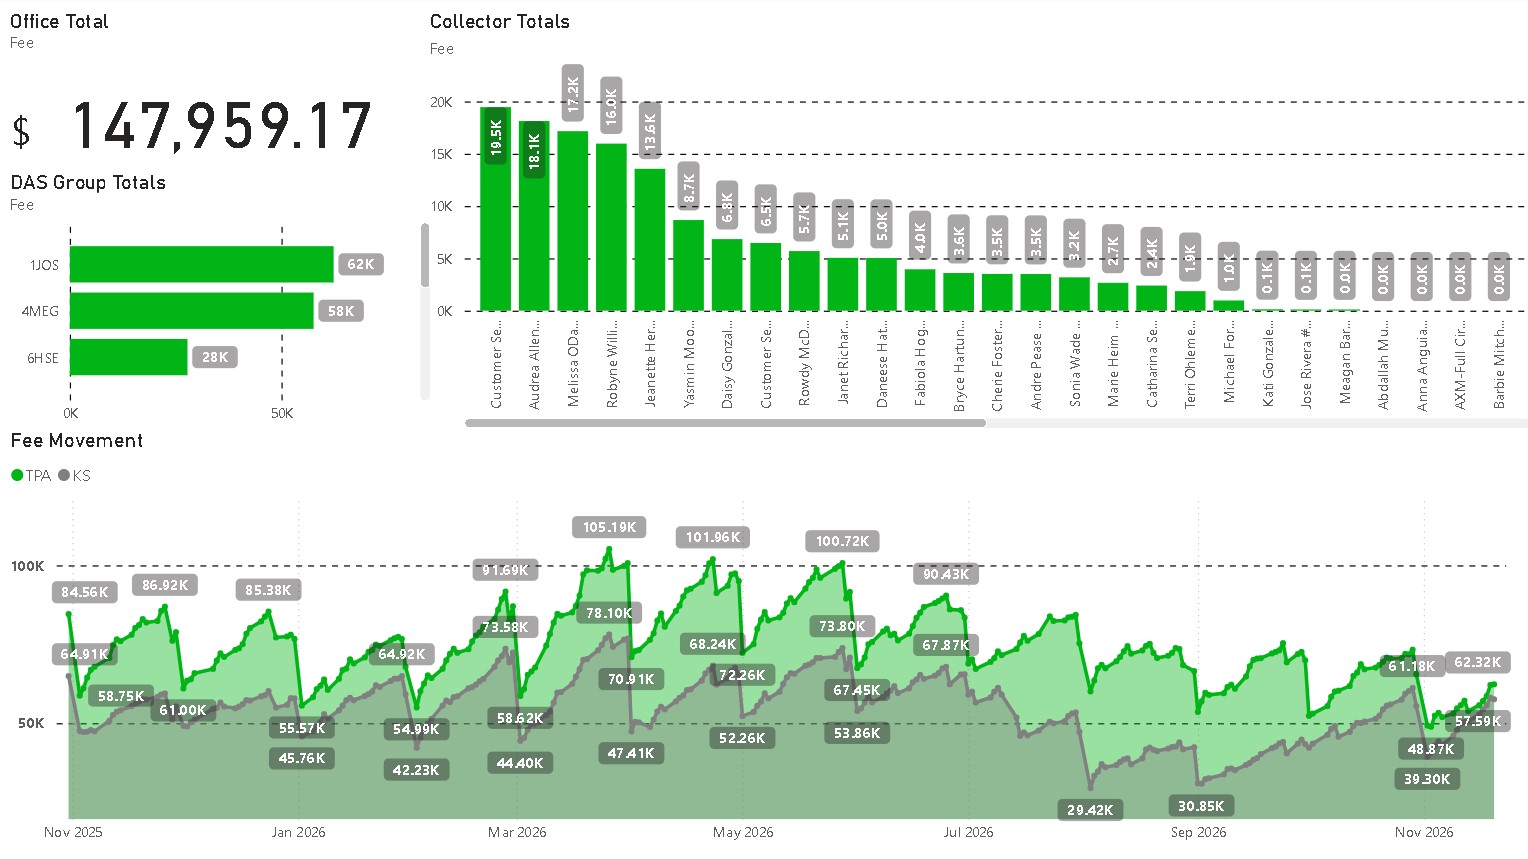 Office Total
Fee
$ 147,959.17
DAS Group Totals
Fee
1JOS 62K
4MEG 58K
6HSE 28K
0K 50K
Collector Totals
Fee
20K
15K
10K
5K
0K
19.5K
18.1K
17.2K
16.0K
13.6K
8.7K
6.8K
6.5K
5.7K
5.1K
5.0K
4.0K
3.6K
3.5K
3.5K
3.2K
2.7K
2.4K
1.9K
1.0K
0.1K
0.1K
0.0K
0.0K
0.0K
0.0K
0.0K
Customer Se...
Audrea Allen...
Melissa ODa...
Robyne Willi...
Jeanette Her...
Yasmin Moo...
Daisy Gonzal...
Customer Se...
Rowdy McD...
Janet Richar...
Daneese Hat...
Fabiola Hog...
Bryce Hartun...
Cherie Foster...
Andre Pease ...
Sonia Wade ...
Marie Heim ...
Catharina Se...
Terri Ohleme...
Michael For...
Kati Gonzale...
Jose Rivera #...
Meagan Bar...
Abdallah Mu...
Anna Anguia...
AXM-Full Cir...
Barbie Mitch...
Fee Movement
TPA KS
100K
50K
84.56K
86.92K
85.38K
91.69K
105.19K
101.96K
100.72K
90.43K
64.91K
64.92K
73.58K
78.10K
68.24K
73.80K
67.87K
61.18K
62.32K
58.75K
61.00K
55.57K
54.99K
58.62K
70.91K
72.26K
67.45K
57.59K
45.76K
42.23K
44.40K
47.41K
52.26K
53.86K
29.42K
30.85K
48.87K
39.30K
Nov 2025 Jan 2026 Mar 2026 May 2026 Jul 2026 Sep 2026 Nov 2026